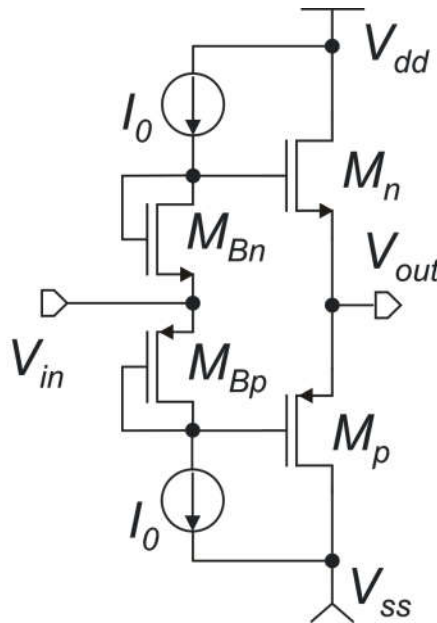 V_dd
I_0
M_n
M_Bn
V_out
V_in
M_Bp
M_p
I_0
V_ss